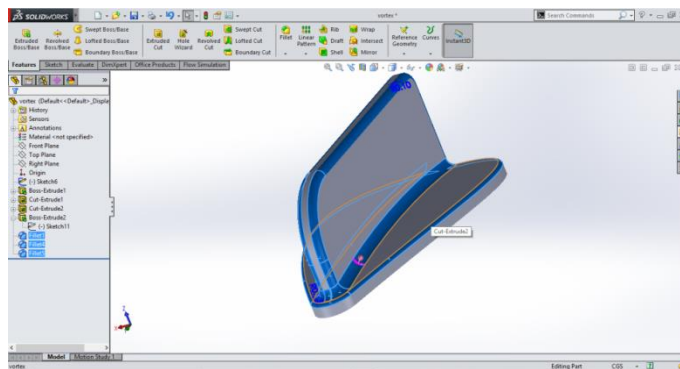 SOLIDWORKS
vortex *
Search Commands
Extruded Boss/Base
Revolved Boss/Base
Swept Boss/Base
Lofted Boss/Base
Boundary Boss/Base
Extruded Cut
Hole Wizard
Revolved Cut
Swept Cut
Lofted Cut
Boundary Cut
Fillet
Linear Pattern
Rib
Draft
Shell
Wrap
Intersect
Mirror
Reference Geometry
Curves
Instant3D
Features Sketch Evaluate DimXpert Office Products Flow Simulation
vortex (Default<<Default>_Disple
History
Sensors
Annotations
Material <not specified>
Front Plane
Top Plane
Right Plane
Origin
(-) Sketch6
Boss-Extrude1
Cut-Extrude1
Cut-Extrude2
Boss-Extrude2
(-) Sketch11
Cut-Extrude2
Model Motion Study 1
vortex
Editing Part CGS